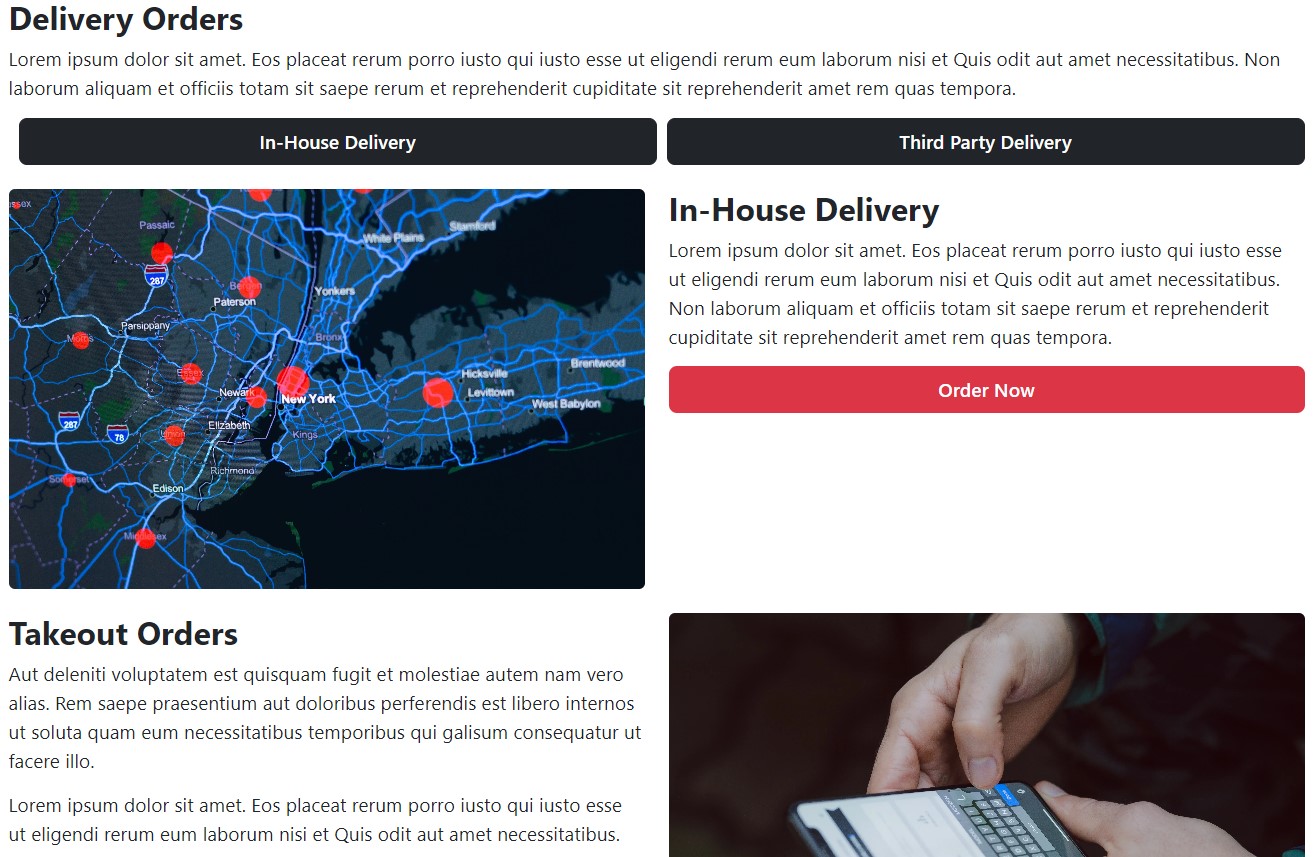 Delivery Orders
Lorem ipsum dolor sit amet. Eos placeat rerum porro iusto qui iusto esse ut eligendi rerum eum laborum nisi et Quis odit aut amet necessitatibus. Non
laborum aliquam et officiis totam sit saepe rerum et reprehenderit cupiditate sit reprehenderit amet rem quas tempora.
In-House Delivery
Third Party Delivery
Passaic
White Plains
Stamford
287
Bergen
Paterson
Yonkers
Parsippany
Morris
Bronx
Essex
Newark
New York
Hicksville
Levittown
Brentwood
West Babylon
287
78
Union
Elizabeth
Kings
Richmond
Somerset
Edison
Middlesex
In-House Delivery
Lorem ipsum dolor sit amet. Eos placeat rerum porro iusto qui iusto esse
ut eligendi rerum eum laborum nisi et Quis odit aut amet necessitatibus.
Non laborum aliquam et officiis totam sit saepe rerum et reprehenderit
cupiditate sit reprehenderit amet rem quas tempora.
Order Now
Takeout Orders
Aut deleniti voluptatem est quisquam fugit et molestiae autem nam vero
alias. Rem saepe praesentium aut doloribus perferendis est libero internos
ut soluta quam eum necessitatibus temporibus qui galisum consequatur ut
facere illo.
Lorem ipsum dolor sit amet. Eos placeat rerum porro iusto qui iusto esse
ut eligendi rerum eum laborum nisi et Quis odit aut amet necessitatibus.